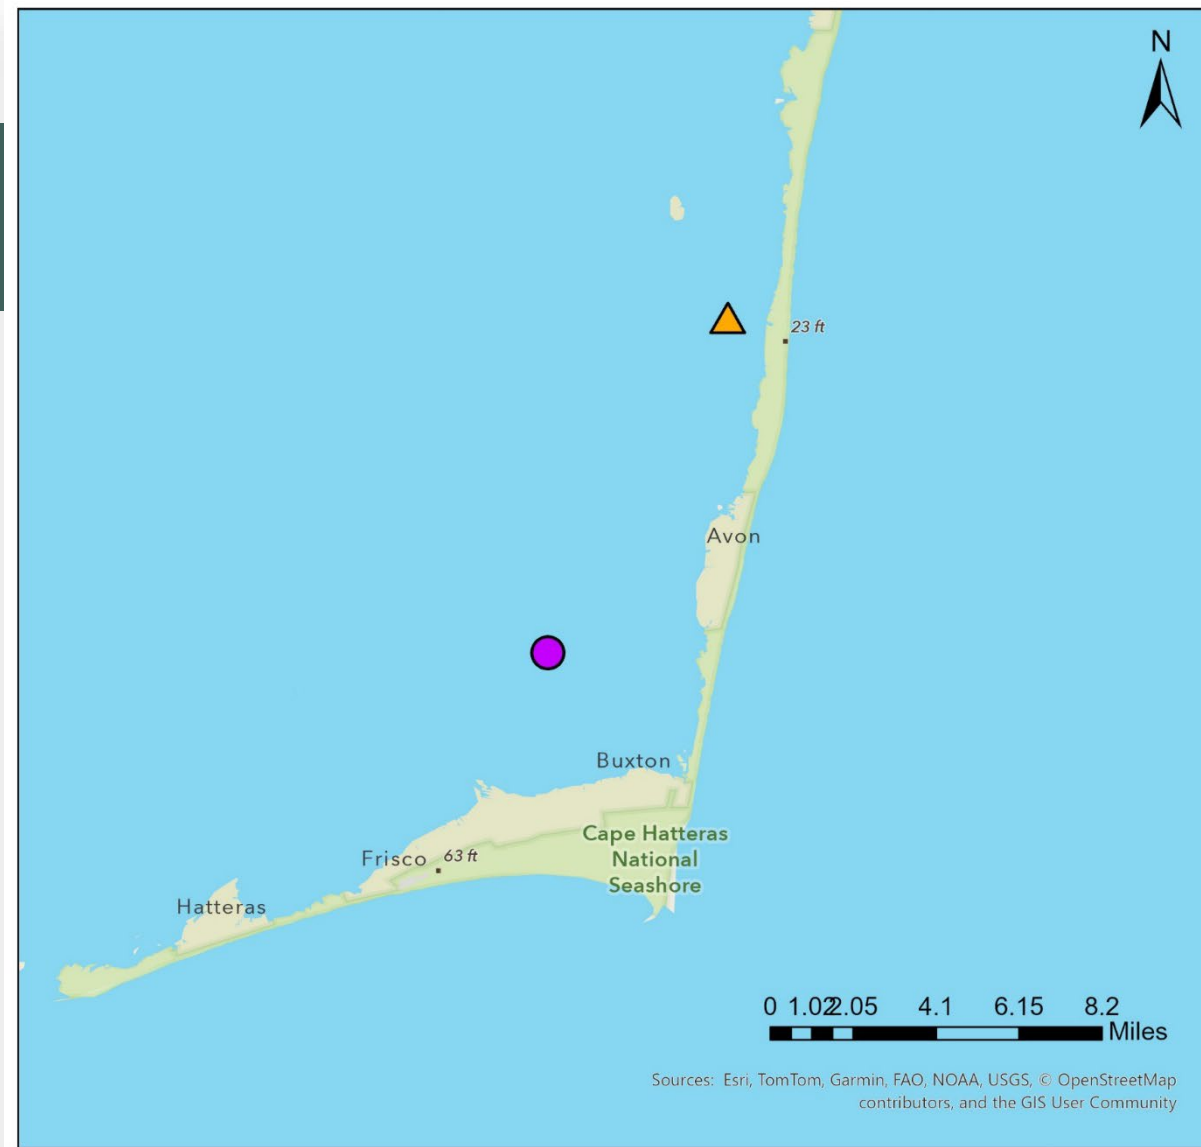 N
23 ft
Avon
Buxton
Cape Hatteras
National
Seashore
Frisco
63 ft
Hatteras
0 1.02 2.05 4.1 6.15 8.2
Miles
Sources: Esri, TomTom, Garmin, FAO, NOAA, USGS, © OpenStreetMap
contributors, and the GIS User Community